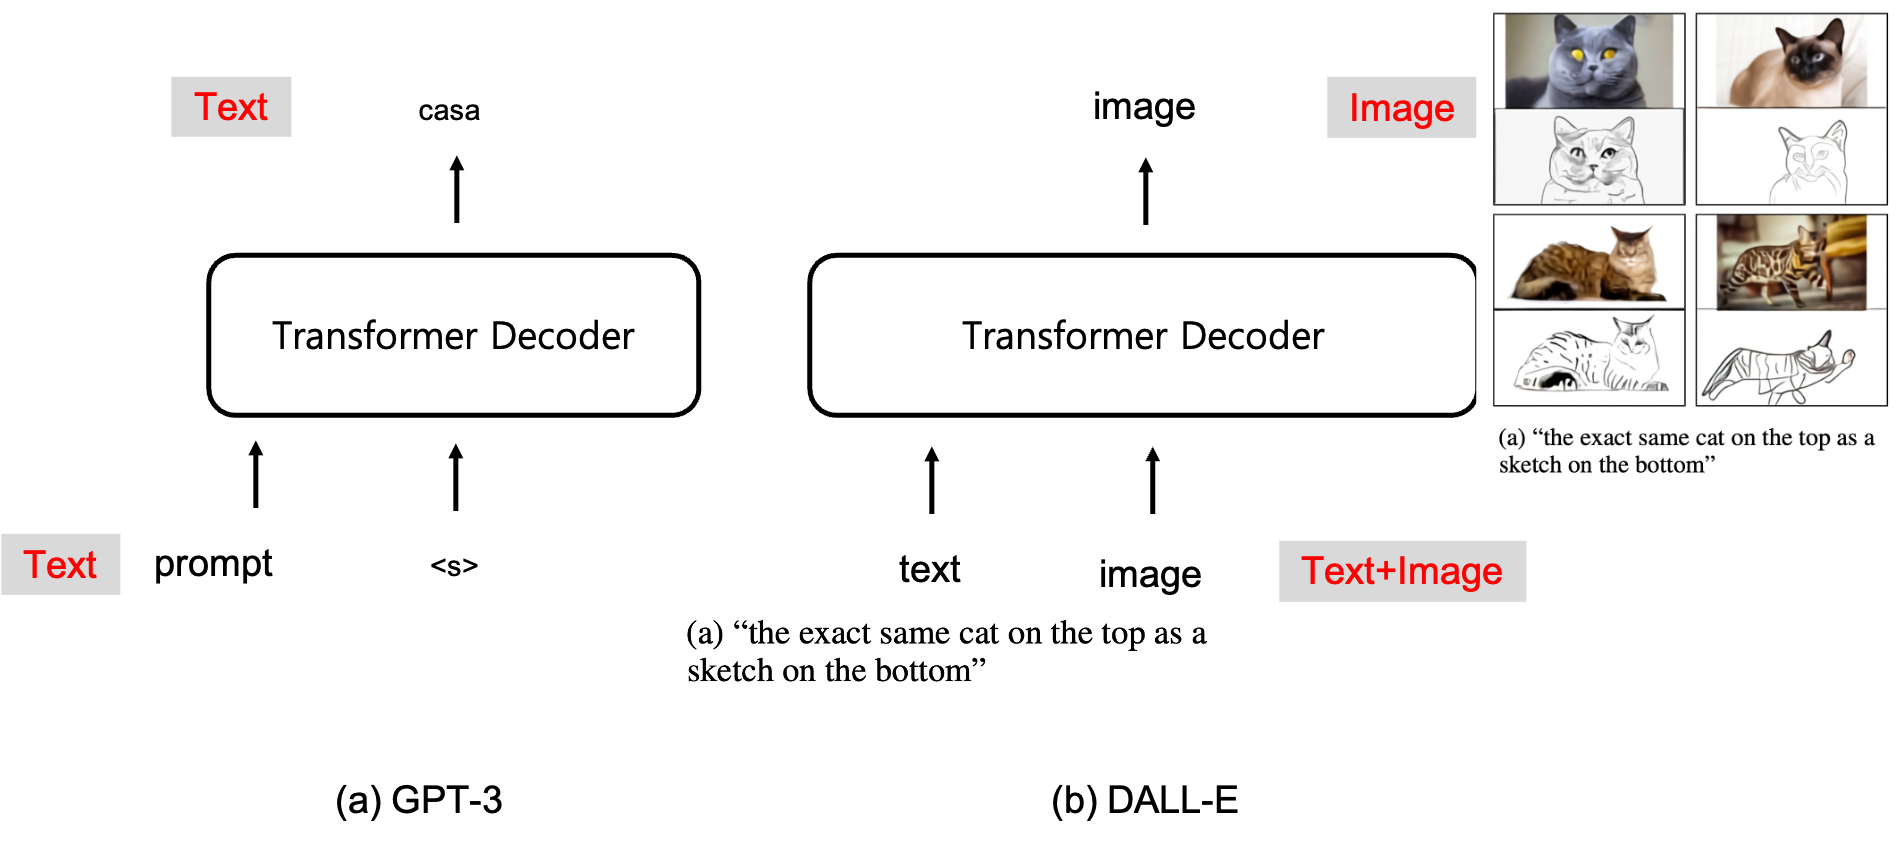 Text
casa
image
Image
Transformer Decoder
Transformer Decoder
(a) “the exact same cat on the top as a
sketch on the bottom”
Text
prompt
<s>
text
image
Text+Image
(a) “the exact same cat on the top as a
sketch on the bottom”
(a) GPT-3
(b) DALL-E